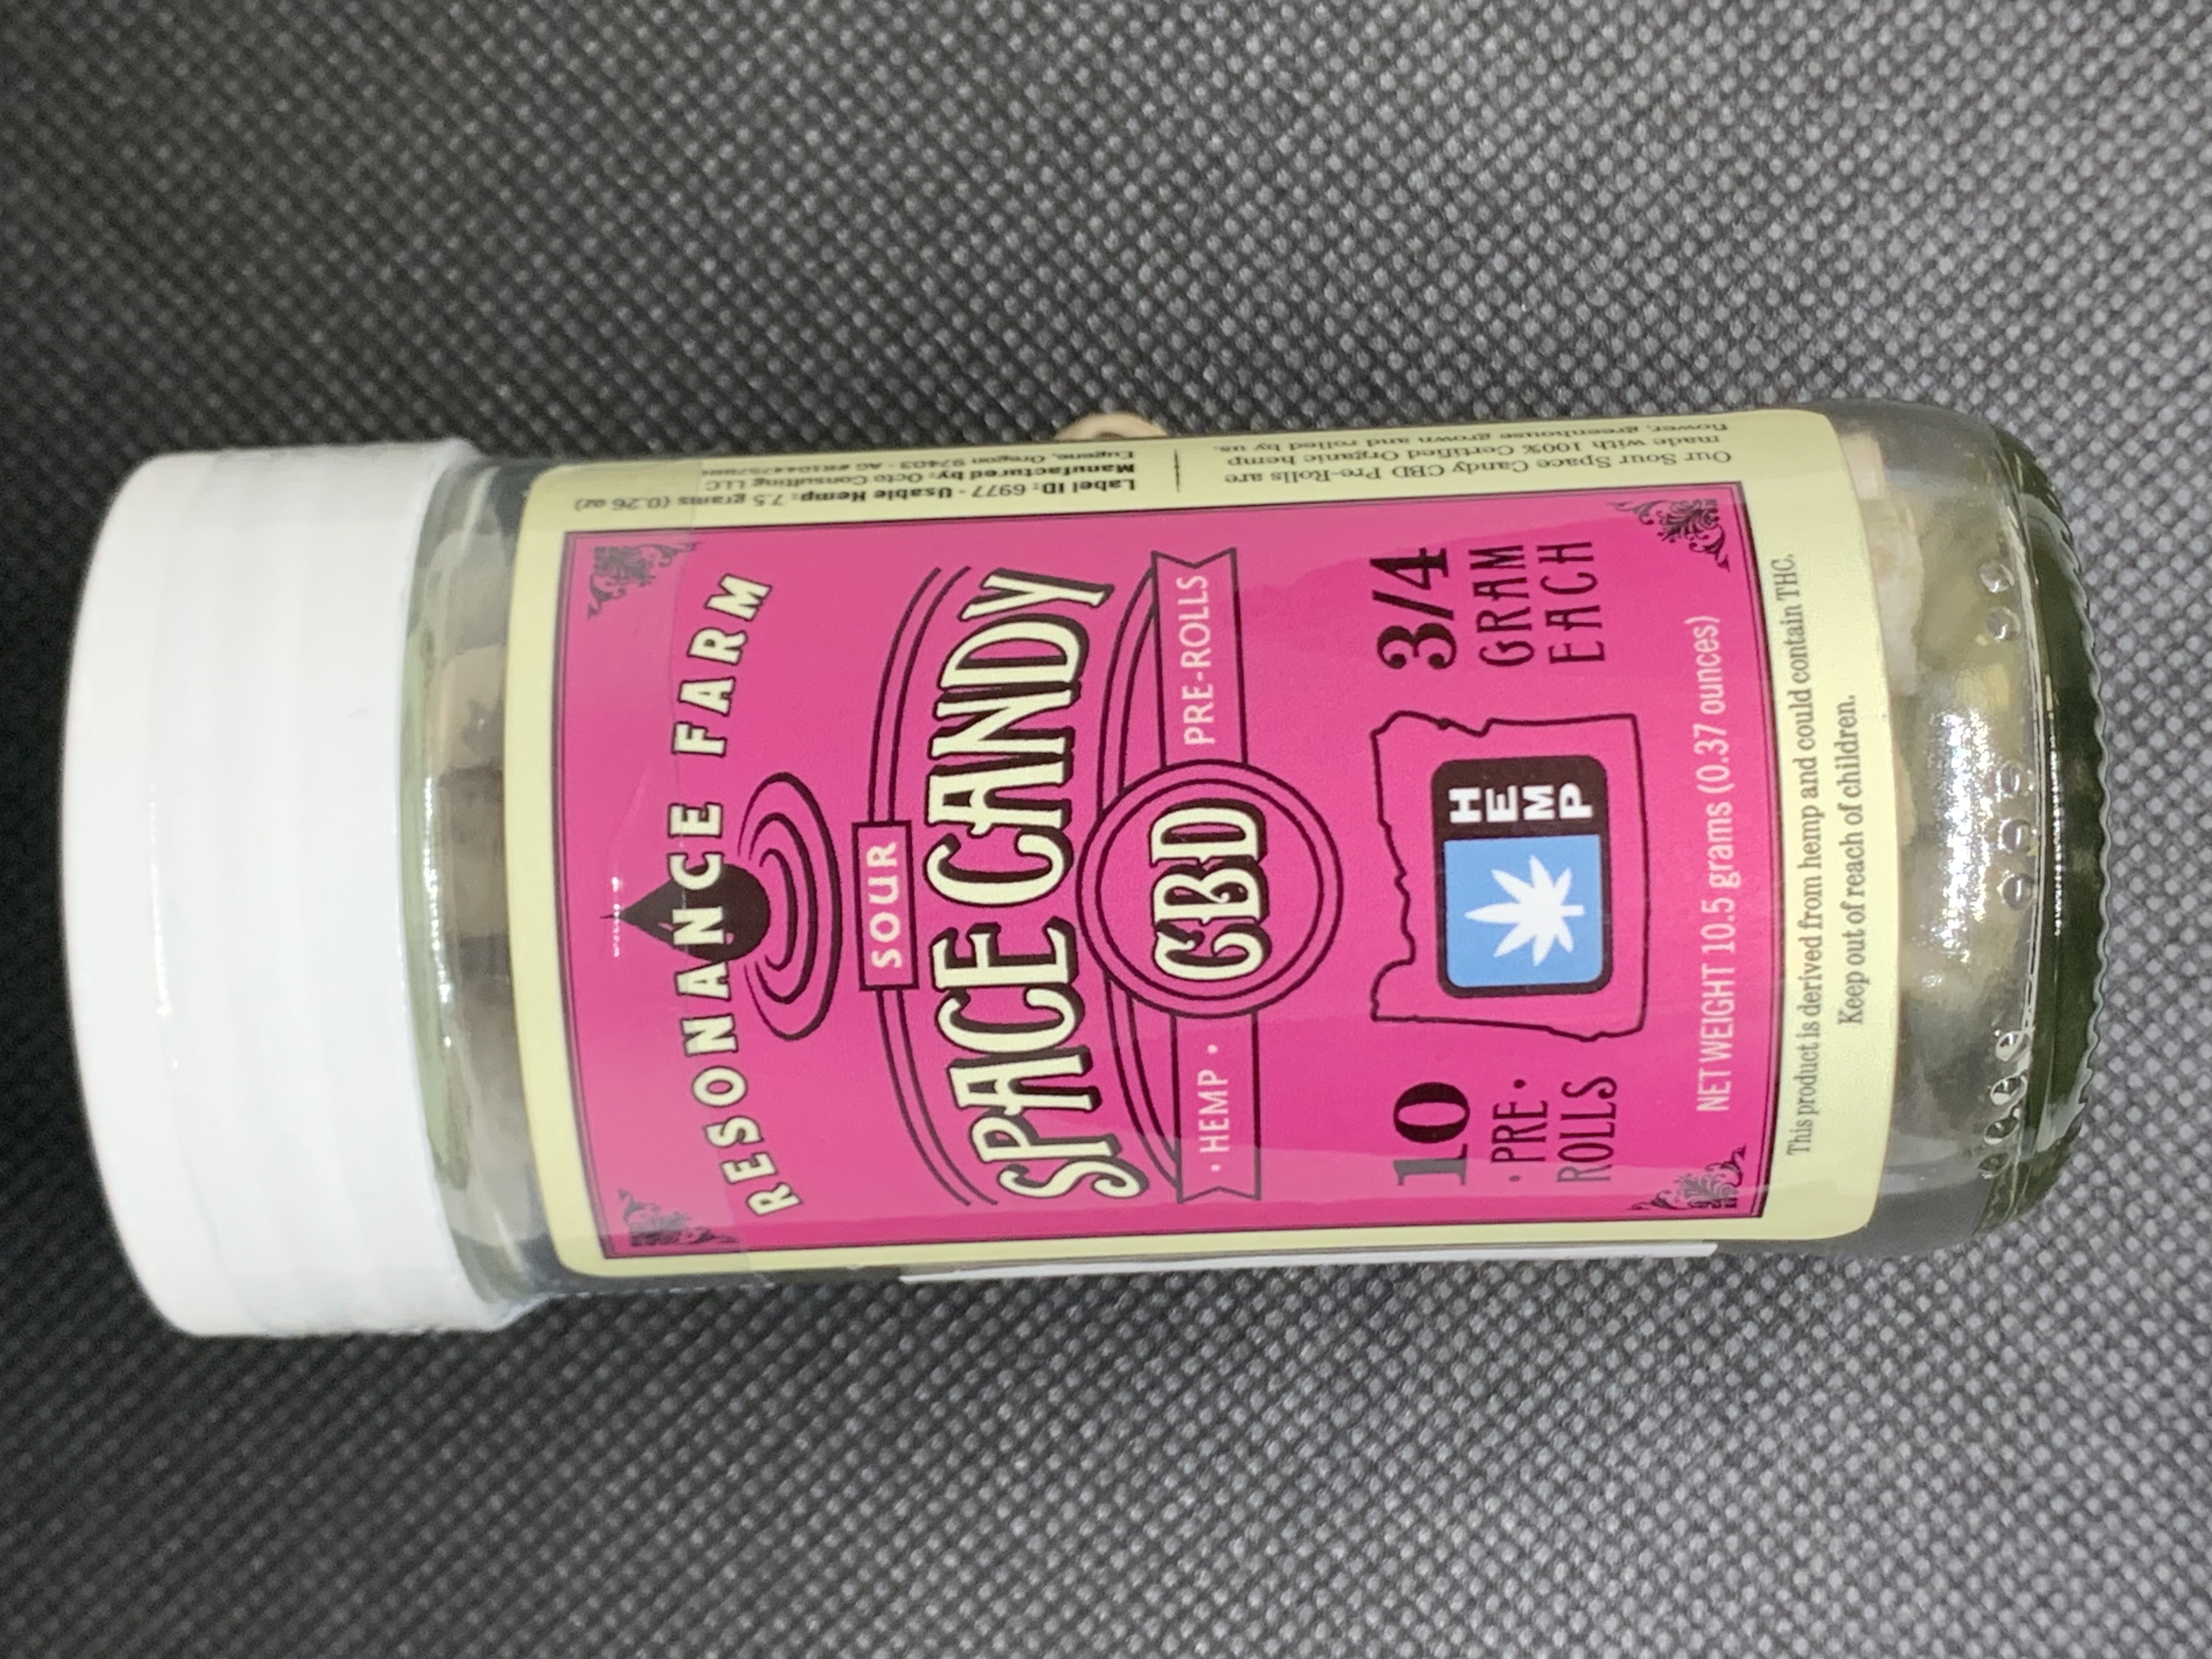 RESONANCE FARM
SOUR
SPACE CANDY
• HEMP •
CBD
PRE-ROLLS
10
• PRE •
ROLLS
HEMP
3/4
GRAM
EACH
NET WEIGHT 10.5 grams (0.37 ounces)
This product is derived from hemp and could contain THC.
Keep out of reach of children.
Label ID: 6977 • Usable Hemp: 7.5 grams (0.26 oz)
Manufactured by: Octo Consulting LLC
Eugene, Oregon 97403 • AG
Our Sour Space Candy CBD Pre-Rolls are
made with 100% Certified Organic hemp
flower, greenhouse grown and rolled by us.